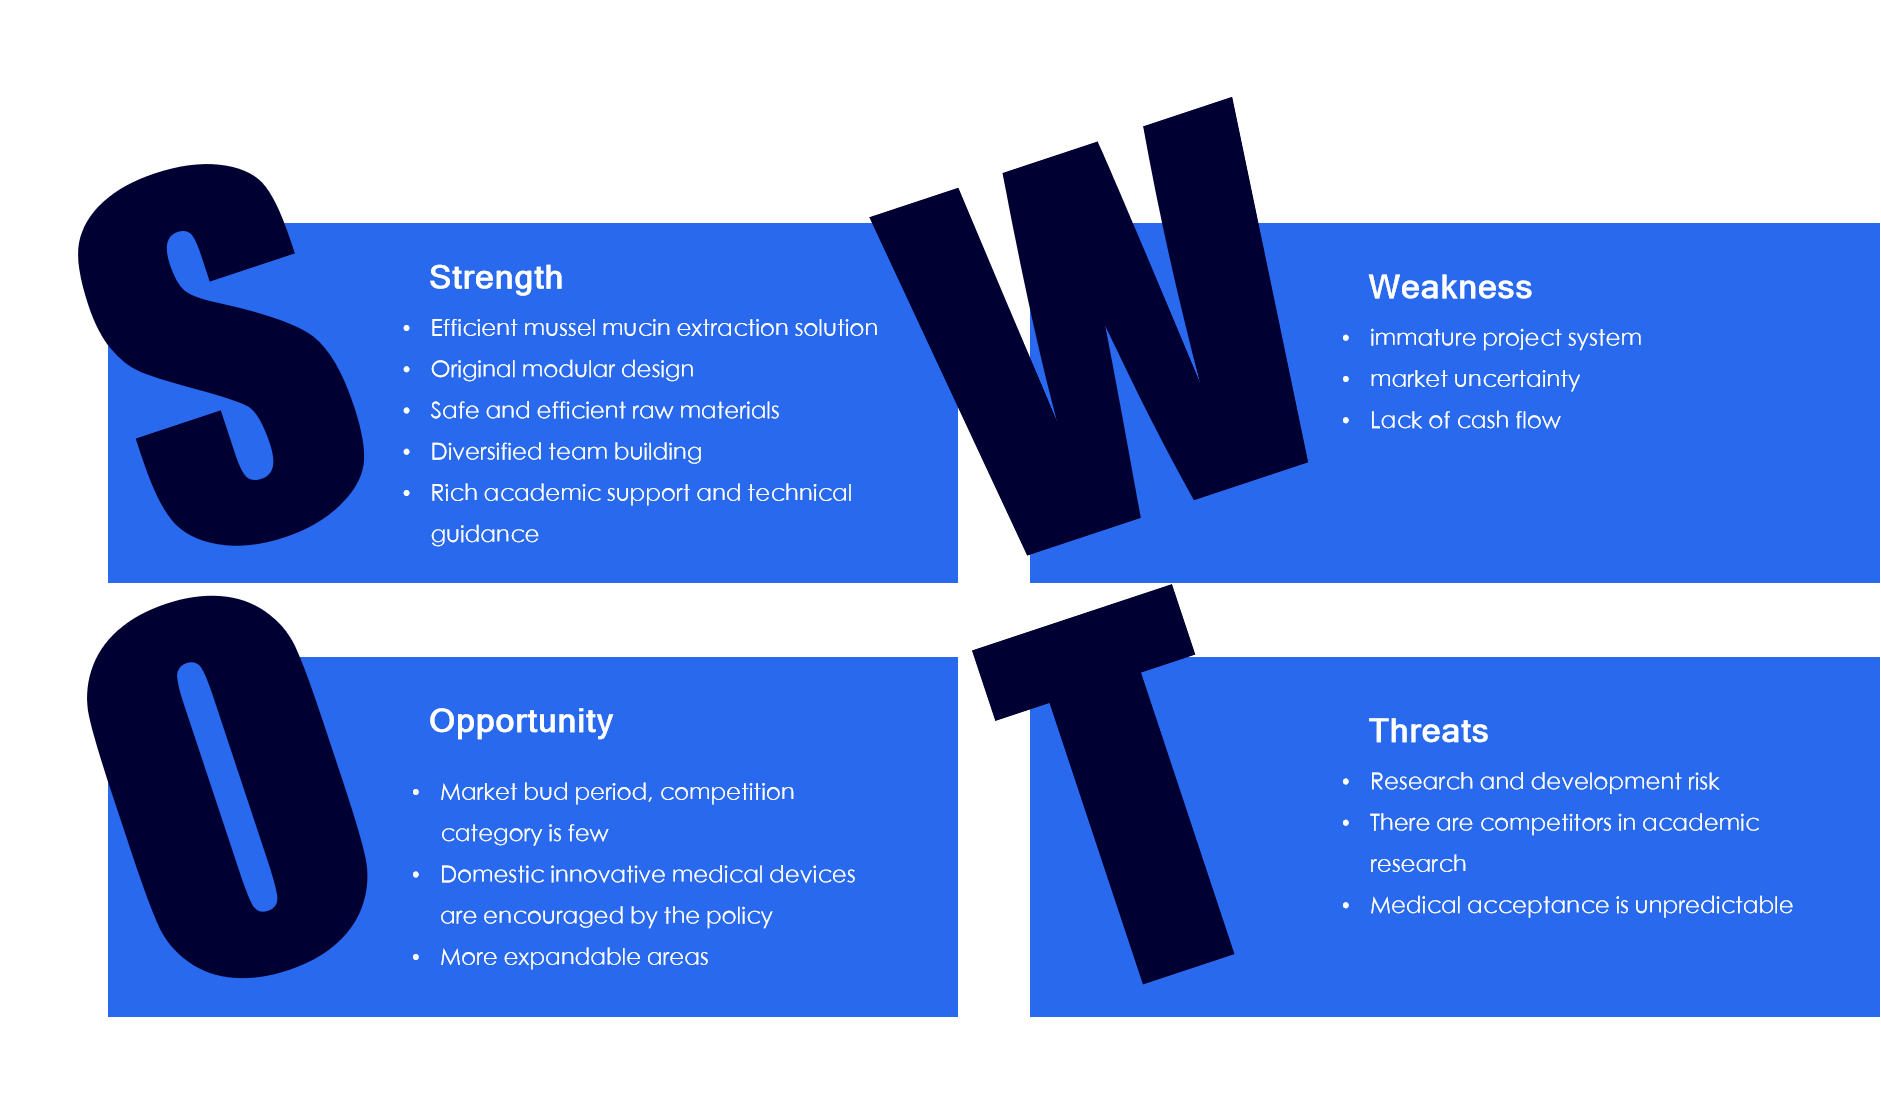 S
Strength
• Efficient mussel mucin extraction solution
• Original modular design
• Safe and efficient raw materials
• Diversified team building
• Rich academic support and technical
guidance
W
Weakness
• immature project system
• market uncertainty
• Lack of cash flow
O
Opportunity
• Market bud period, competition
category is few
• Domestic innovative medical devices
are encouraged by the policy
• More expandable areas
T
Threats
• Research and development risk
• There are competitors in academic
research
• Medical acceptance is unpredictable